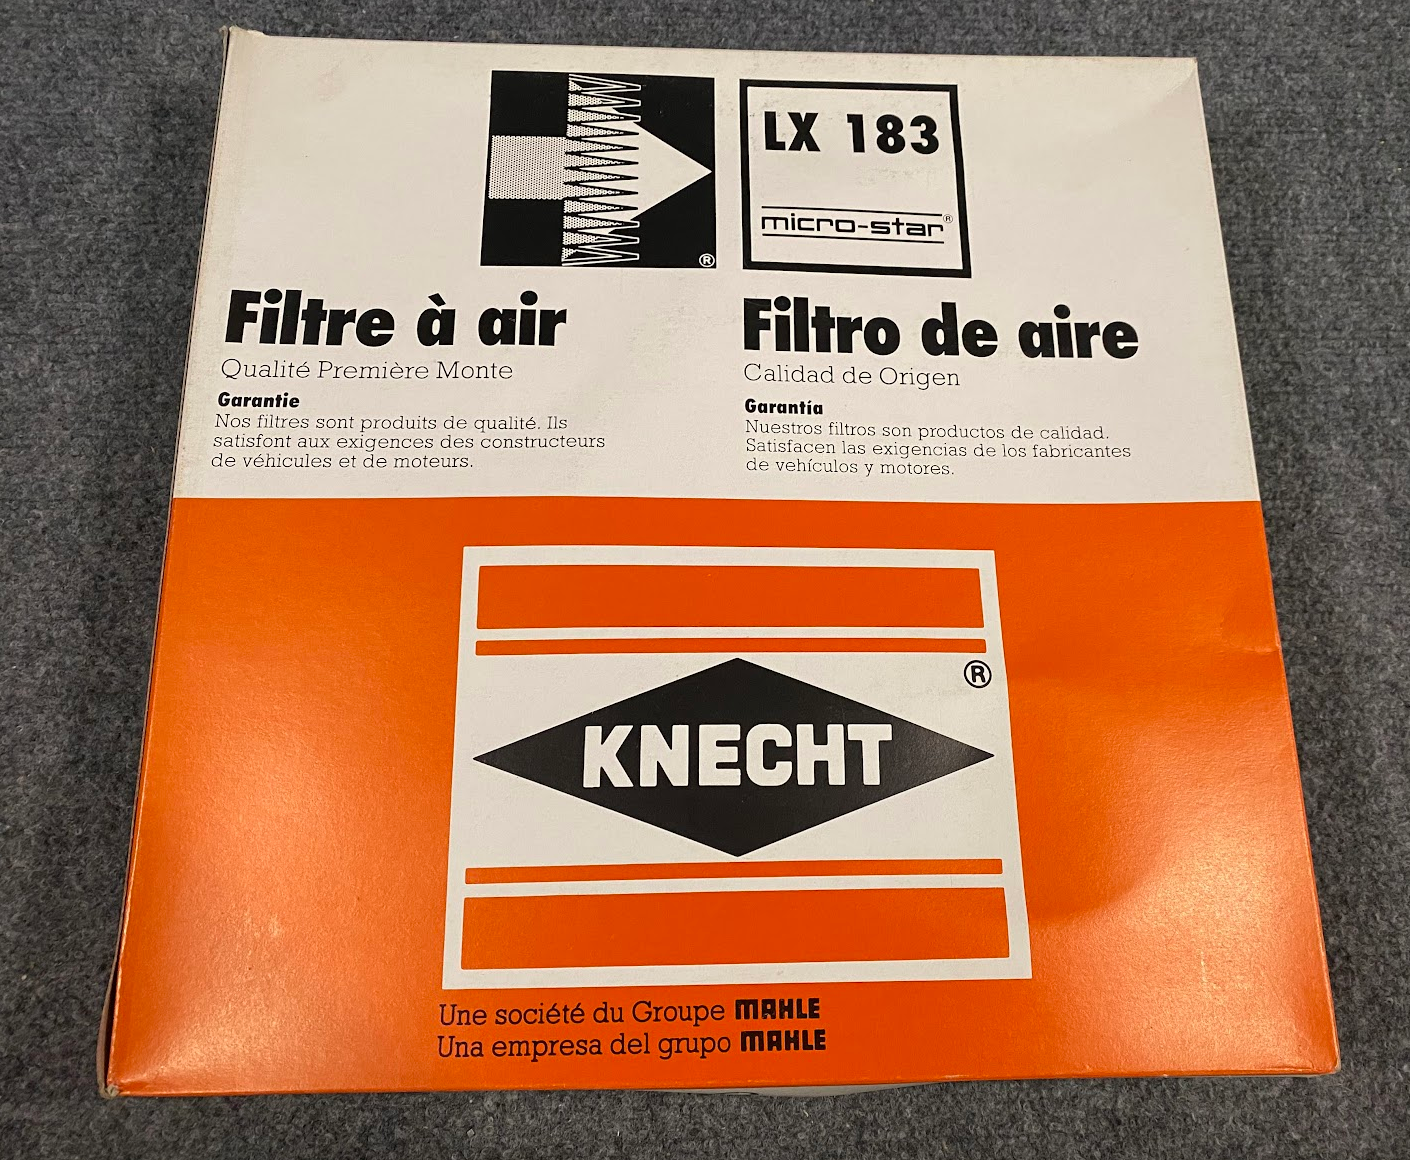 LX 183
micro-star®
®
Filtre à air
Qualité Première Monte
Garantie
Nos filtres sont produits de qualité. Ils
satisfont aux exigences des constructeurs
de véhicules et de moteurs.
Filtro de aire
Calidad de Origen
Garantía
Nuestros filtros son productos de calidad.
Satisfacen las exigencias de los fabricantes
de vehículos y motores.
®
KNECHT
Une société du Groupe MAHLE
Una empresa del grupo MAHLE